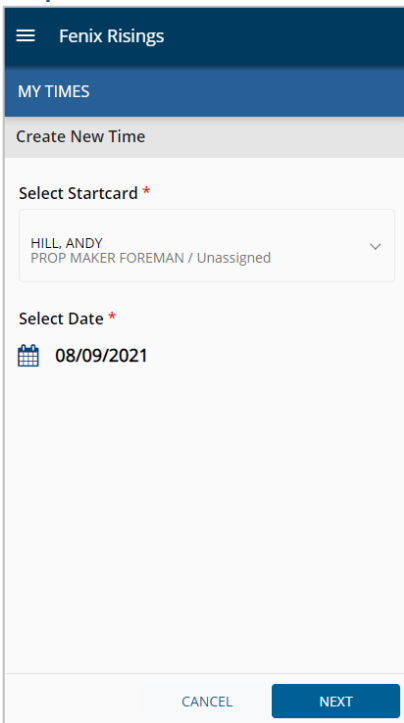 Fenix Risings
MY TIMES
Create New Time
Select Startcard *
HILL, ANDY
PROP MAKER FOREMAN / Unassigned
Select Date *
08/09/2021
CANCEL NEXT